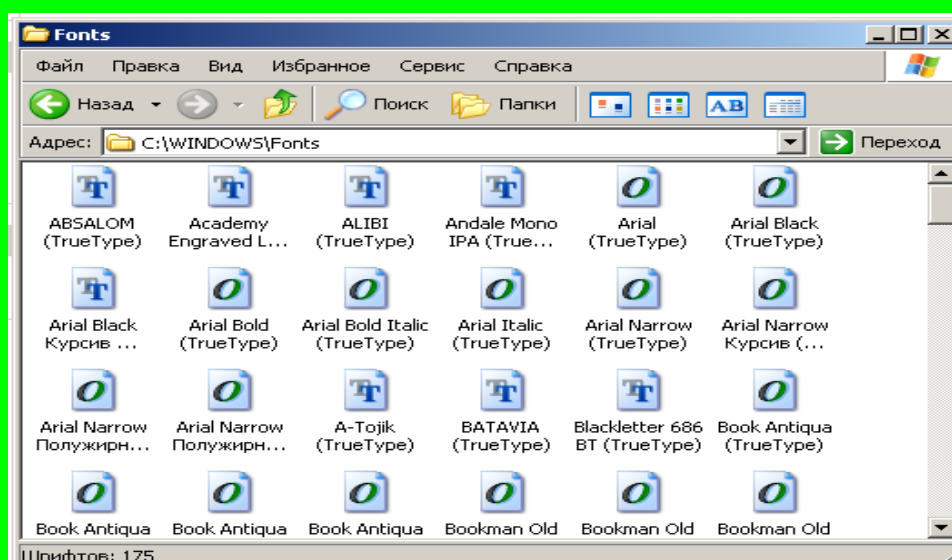 Fonts
Файл Правка Вид Избранное Сервис Справка
Назад Поиск Папки AB
Адрес: C:\WINDOWS\Fonts Переход
ABSALOM (TrueType)
Academy Engraved L...
ALIBI (TrueType)
Andale Mono IPA (True...
Arial (TrueType)
Arial Black (TrueType)
Arial Black Курсив ...
Arial Bold (TrueType)
Arial Bold Italic (TrueType)
Arial Italic (TrueType)
Arial Narrow (TrueType)
Arial Narrow Курсив (...
Arial Narrow Полужирн...
Arial Narrow Полужирн...
A-Tojik (TrueType)
BATAVIA (TrueType)
Blackletter 686 BT (TrueType)
Book Antiqua (TrueType)
Book Antiqua
Book Antiqua
Book Antiqua
Bookman Old
Bookman Old
Bookman Old
Шрифтов: 175